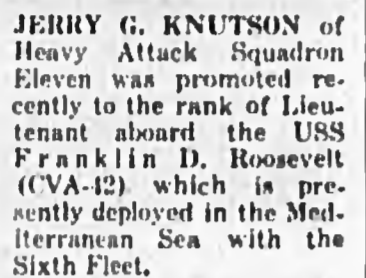 JERRY G. KNUTSON of
Heavy Attack Squadron
Eleven was promoted re-
cently to the rank of Lieu-
tenant aboard the USS
Franklin D. Roosevelt
(CVA-42) which is pre-
sently deployed in the Med-
iterranean Sea with the
Sixth Fleet.